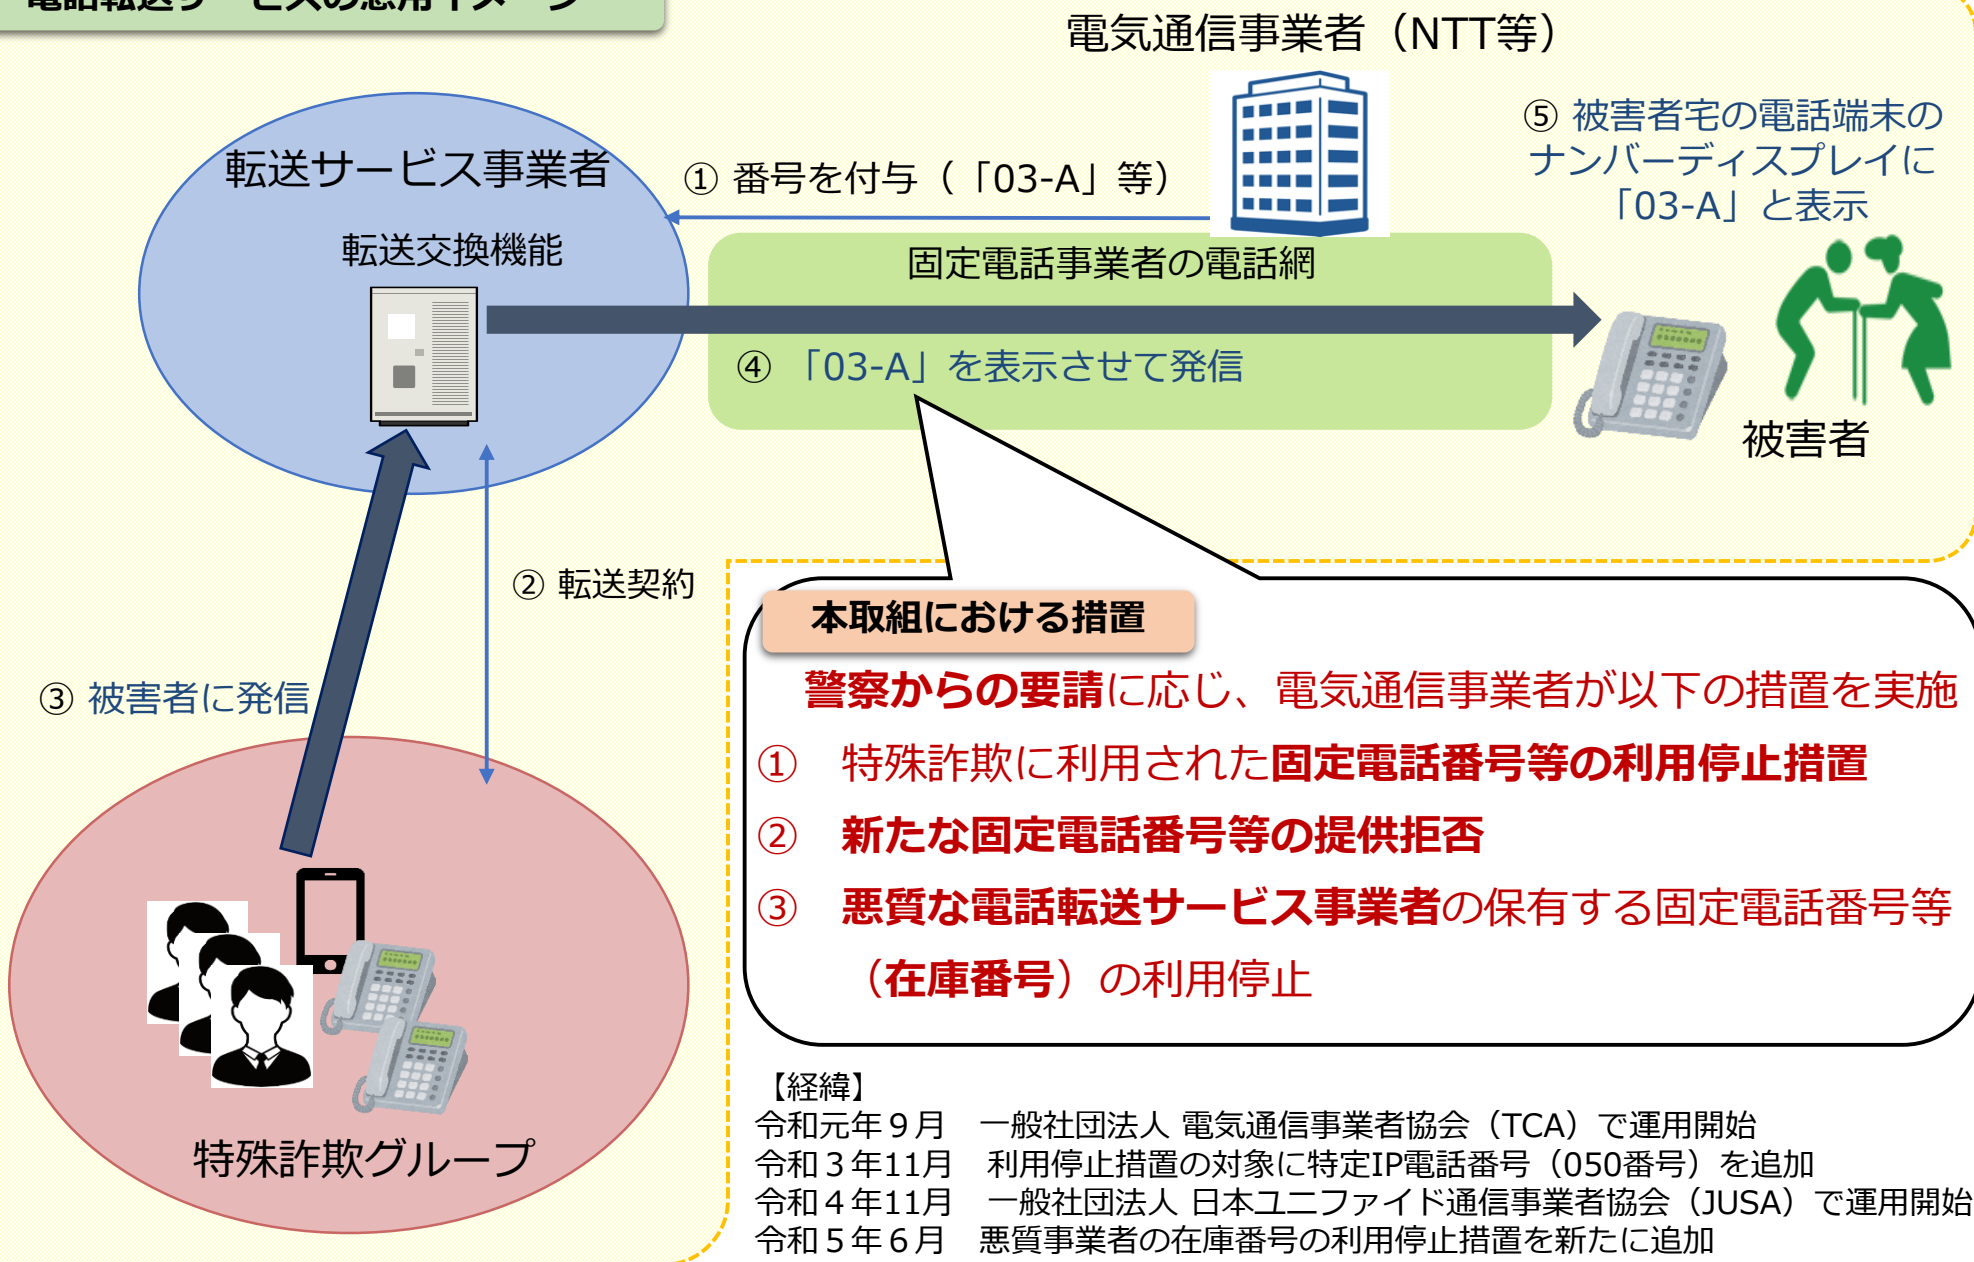 電話転送サービスの悪用イメージ
電気通信事業者（NTT等）
転送サービス事業者
転送交換機能
① 番号を付与（「03-A」等）
⑤ 被害者宅の電話端末の
ナンバーディスプレイに
「03-A」と表示
固定電話事業者の電話網
④ 「03-A」を表示させて発信
被害者
② 転送契約
③ 被害者に発信
特殊詐欺グループ
本取組における措置
警察からの要請に応じ、電気通信事業者が以下の措置を実施
① 特殊詐欺に利用された固定電話番号等の利用停止措置
② 新たな固定電話番号等の提供拒否
③ 悪質な電話転送サービス事業者の保有する固定電話番号等
（在庫番号）の利用停止
【経緯】
令和元年９月　一般社団法人 電気通信事業者協会（TCA）で運用開始
令和３年11月　利用停止措置の対象に特定IP電話番号（050番号）を追加
令和４年11月　一般社団法人 日本ユニファイド通信事業者協会（JUSA）で運用開始
令和５年６月　悪質事業者の在庫番号の利用停止措置を新たに追加